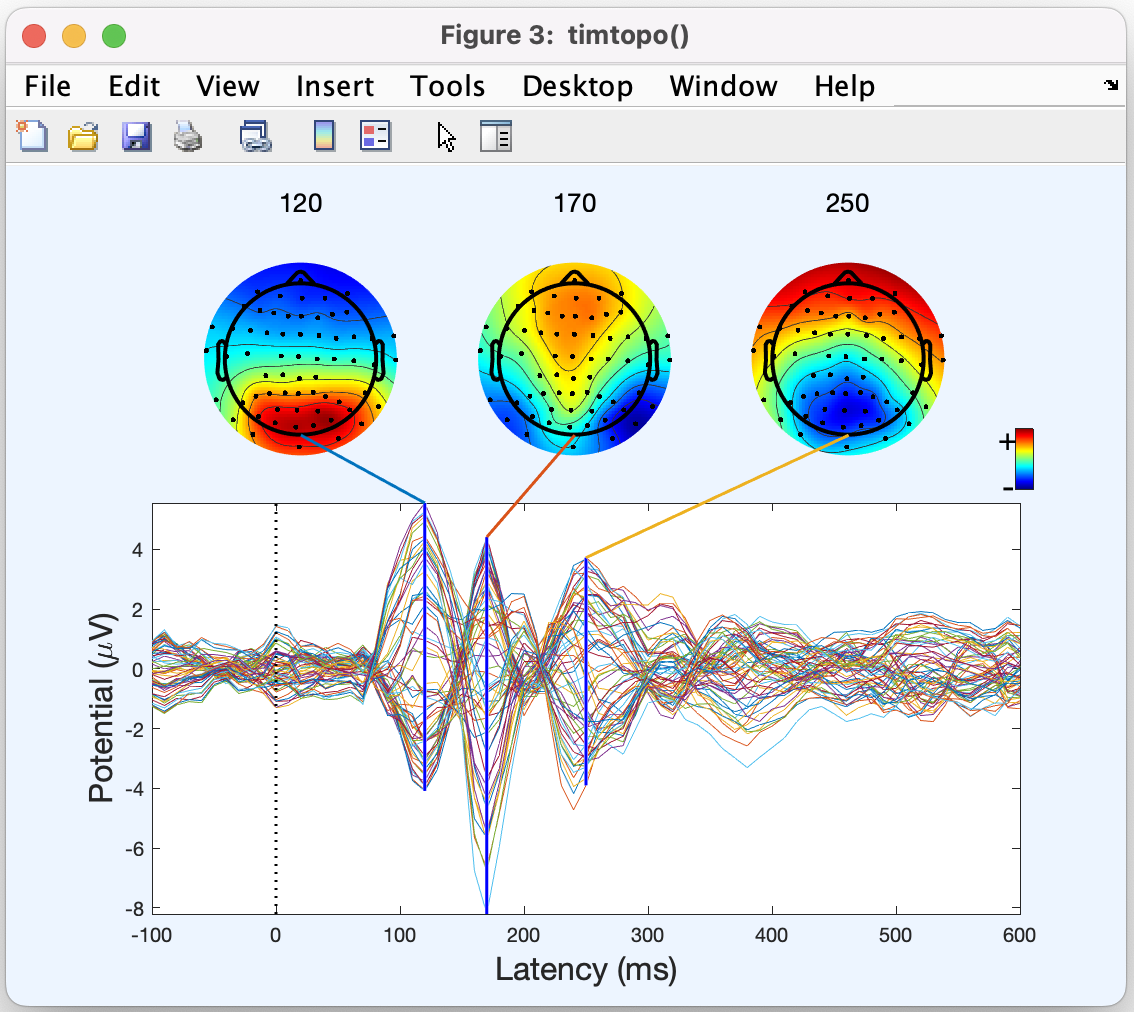 Figure 3: timtopo()
File Edit View Insert Tools Desktop Window Help
120 170 250
+
-
Potential (μV)
4
2
0
-2
-4
-6
-8
-100 0 100 200 300 400 500 600
Latency (ms)